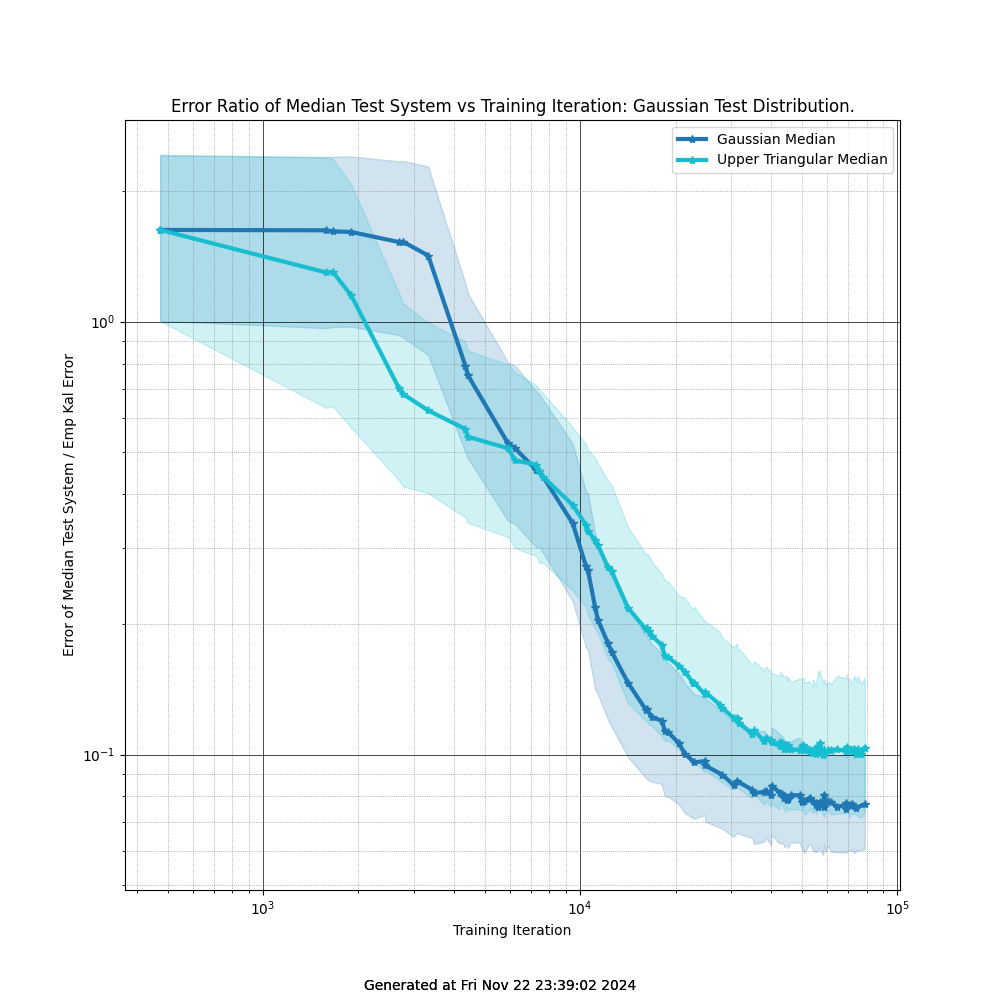 Error Ratio of Median Test System vs Training Iteration: Gaussian Test Distribution.
Gaussian Median
Upper Triangular Median
Error of Median Test System / Emp Kal Error
10⁰
10⁻¹
10³
10⁴
10⁵
Training Iteration
Generated at Fri Nov 22 23:39:02 2024